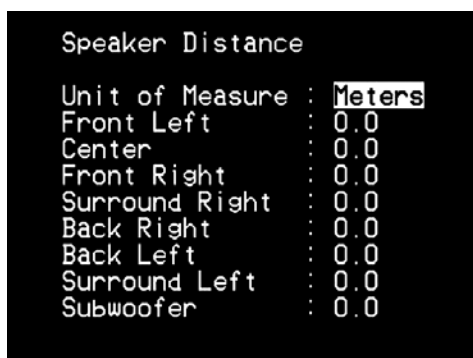 Speaker Distance
Unit of Measure : Meters
Front Left : 0.0
Center : 0.0
Front Right : 0.0
Surround Right : 0.0
Back Right : 0.0
Back Left : 0.0
Surround Left : 0.0
Subwoofer : 0.0